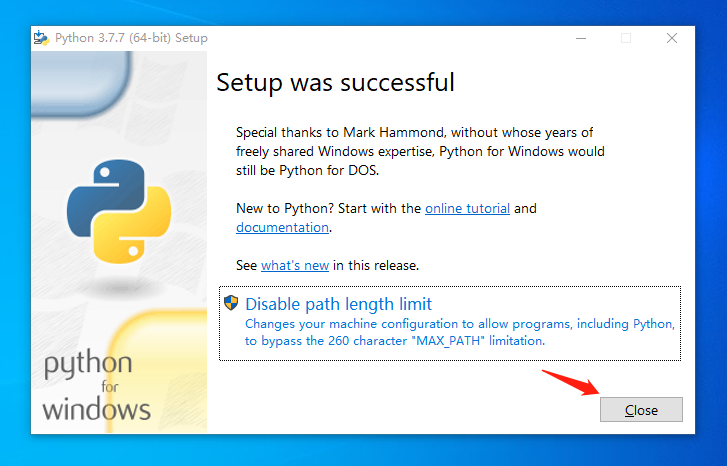 Python 3.7.7 (64-bit) Setup
Setup was successful
Special thanks to Mark Hammond, without whose years of
freely shared Windows expertise, Python for Windows would
still be Python for DOS.
New to Python? Start with the online tutorial and
documentation.
See what's new in this release.
Disable path length limit
Changes your machine configuration to allow programs, including Python,
to bypass the 260 character "MAX_PATH" limitation.
python
for
windows
Close